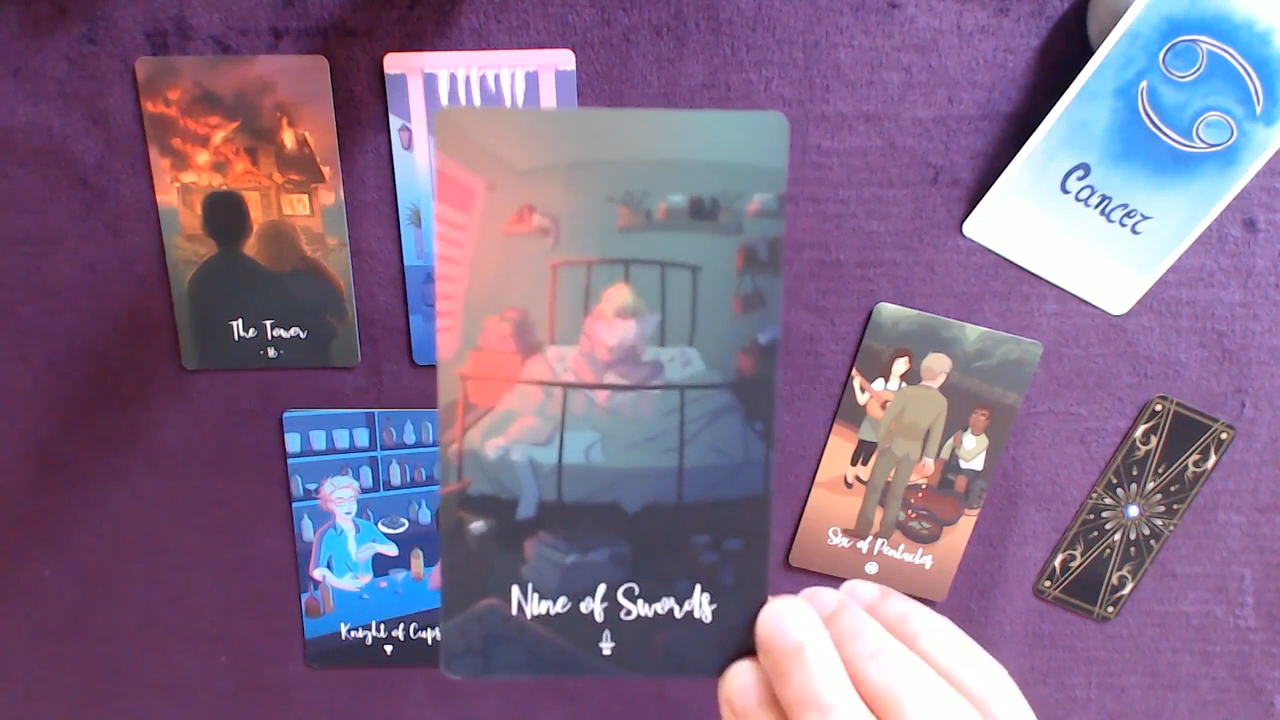 The Tower
- 16 -
Cancer
Six of Pentacles
Nine of Swords
Knight of Cups